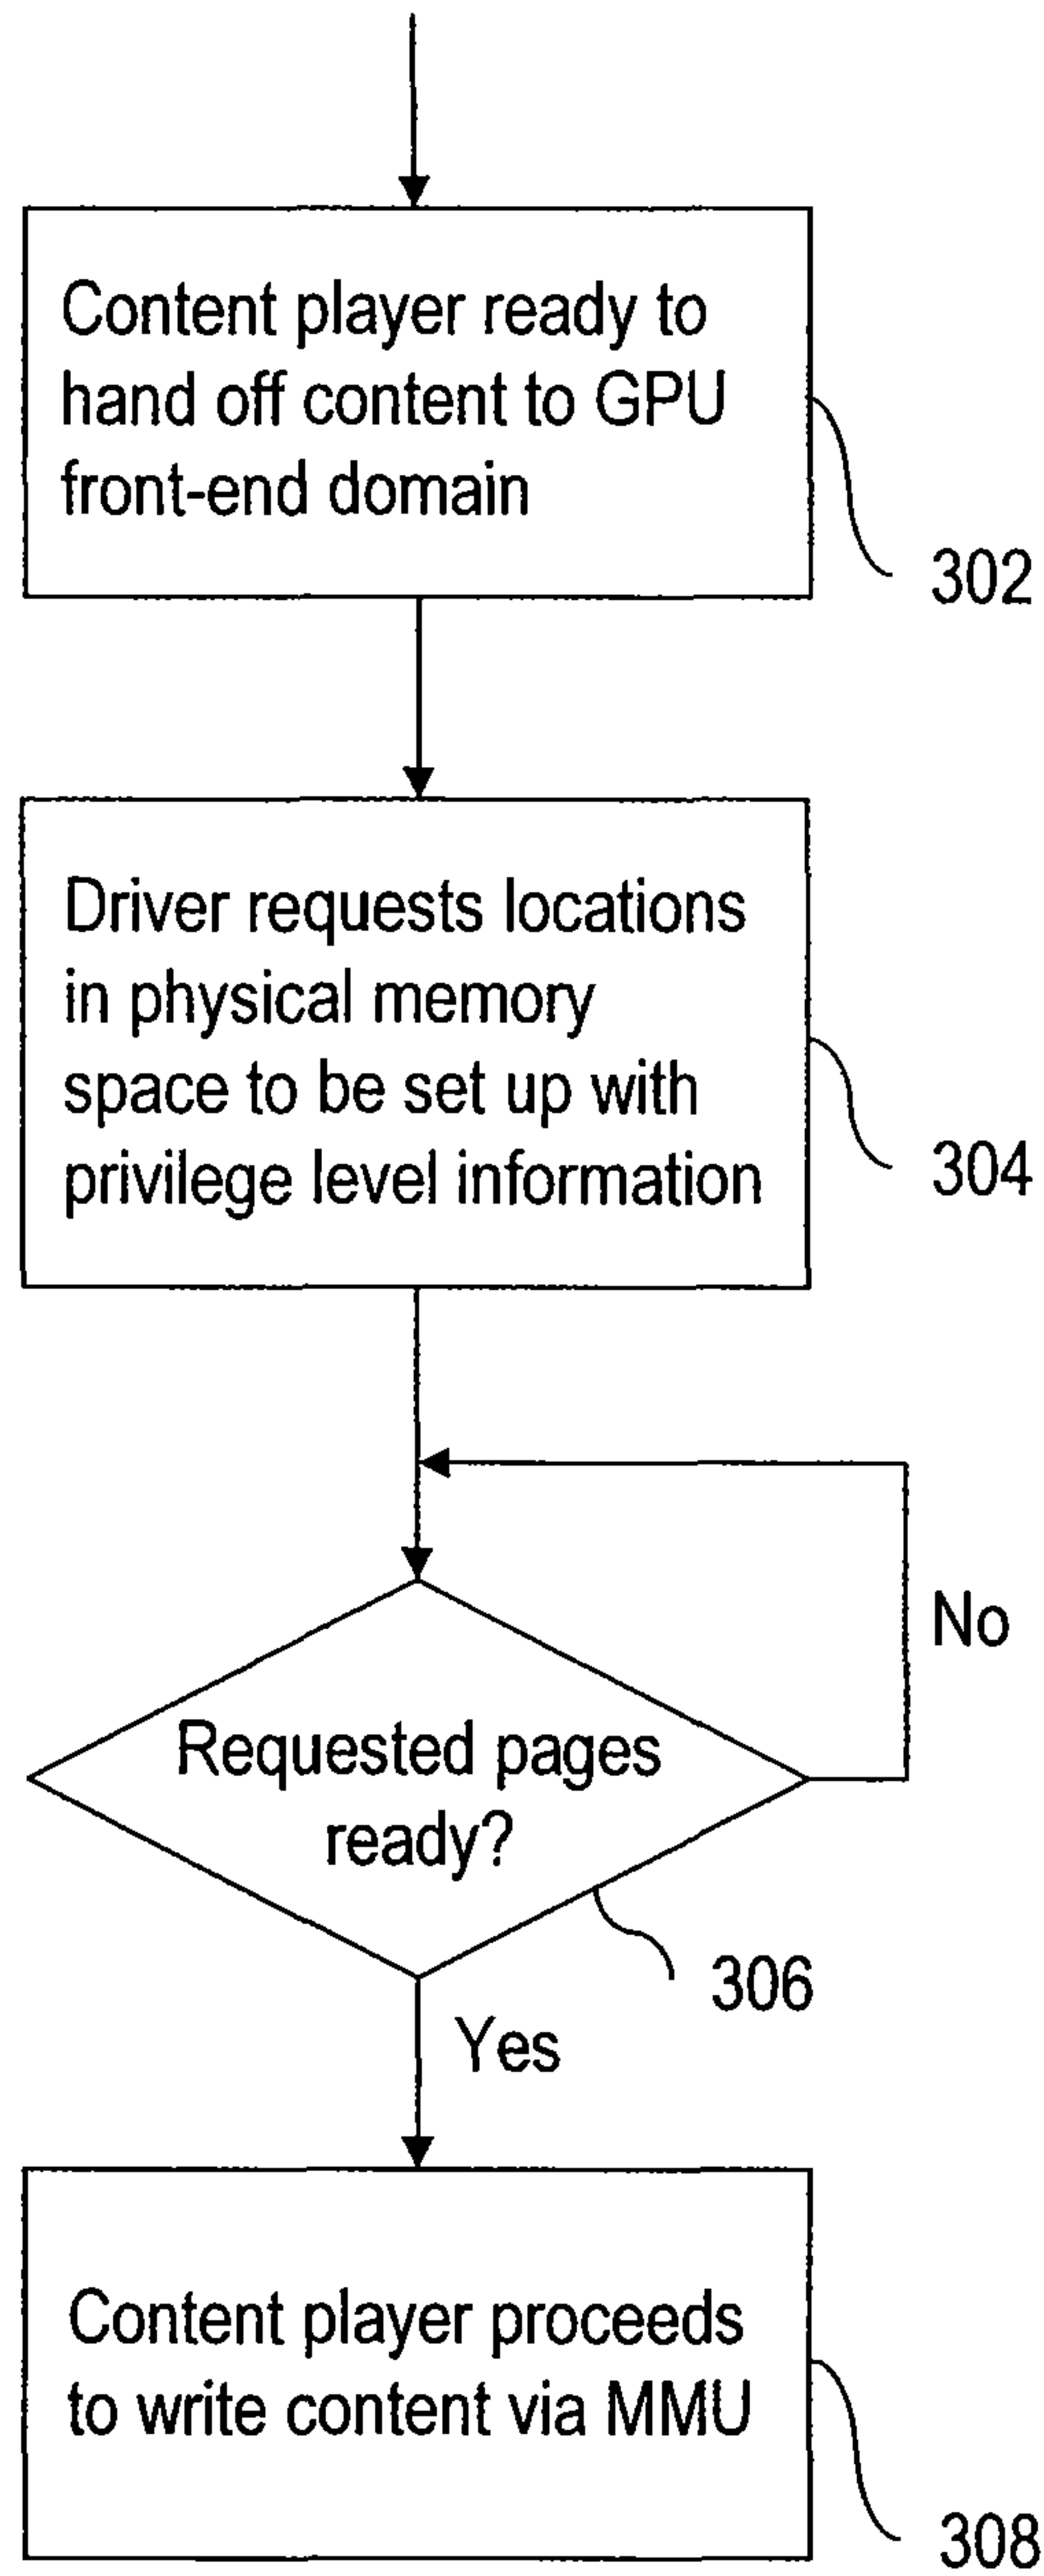 Content player ready to
hand off content to GPU
front-end domain
302
Driver requests locations
in physical memory
space to be set up with
privilege level information
304
No
Requested pages
ready?
306
Yes
Content player proceeds
to write content via MMU
308